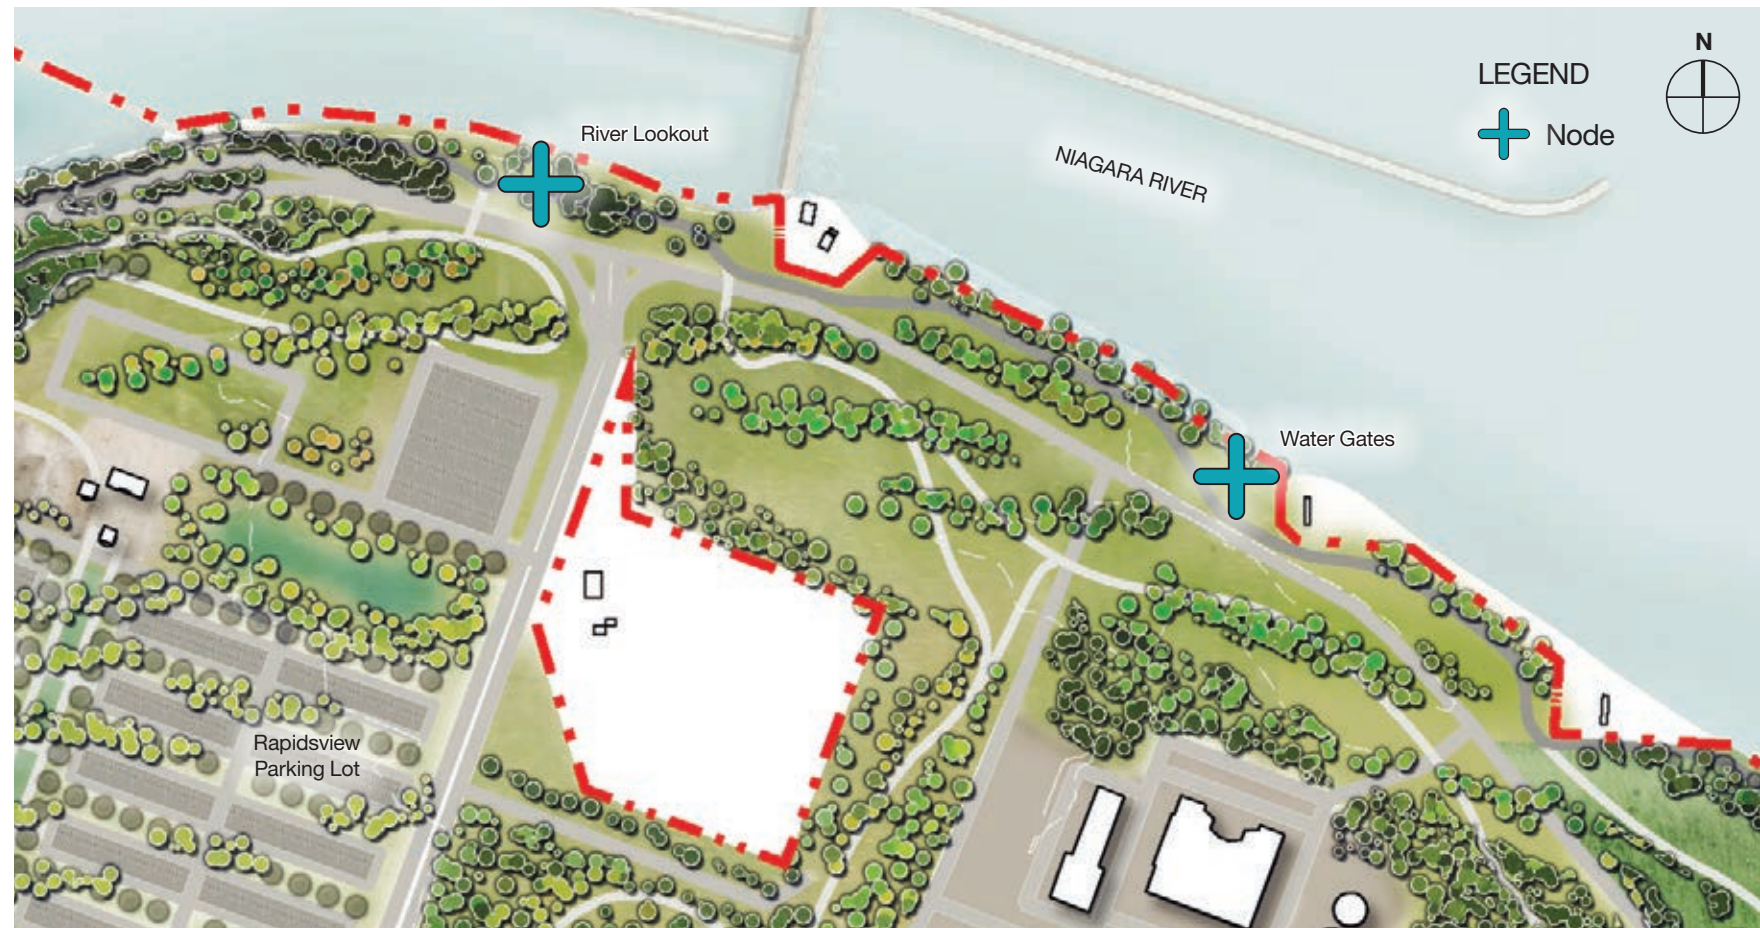 N
LEGEND
Node
River Lookout
NIAGARA RIVER
Water Gates
Rapidsview
Parking Lot